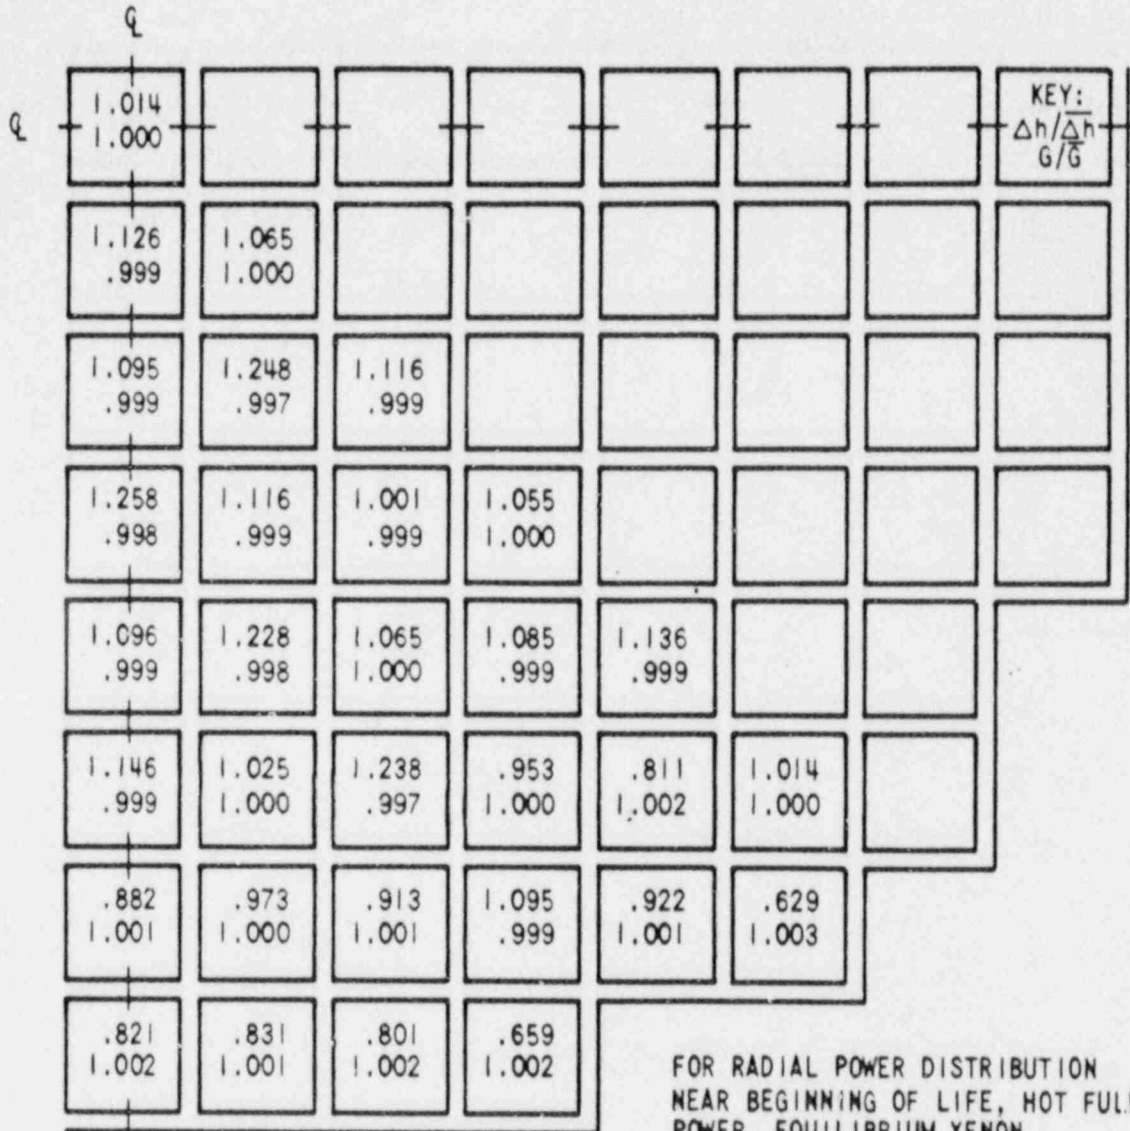 ℄
℄
1.014
1.000
KEY:
Δh/Δh̅
G/G̅
1.126 1.065
.999 1.000
1.095 1.248 1.116
.999 .997 .999
1.258 1.116 1.001 1.055
.998 .999 .999 1.000
1.096 1.228 1.065 1.085 1.136
.999 .998 1.000 .999 .999
1.146 1.025 1.238 .953 .811 1.014
.999 1.000 .997 1.000 1.002 1.000
.882 .973 .913 1.095 .922 .629
1.001 1.000 1.001 .999 1.001 1.003
.821 .831 .801 .659
1.002 1.001 1.002 1.002
FOR RADIAL POWER DISTRIBUTION
NEAR BEGINNING OF LIFE, HOT FUL
POWER, EQUILIBRIUM XENON